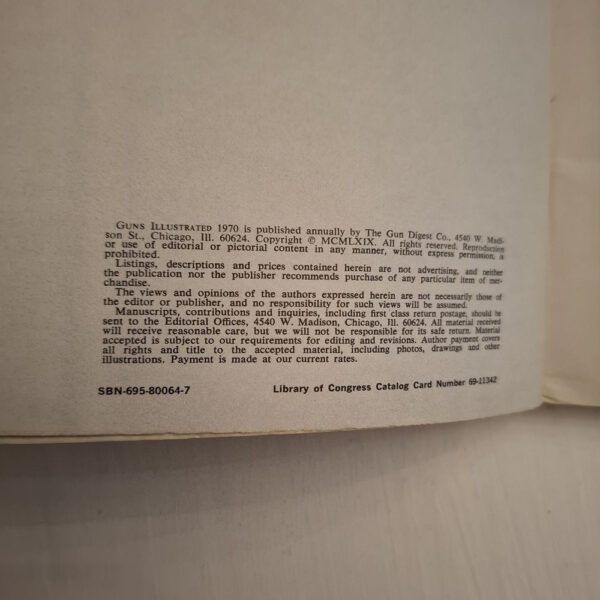 GUNS ILLUSTRATED 1970 is published annually by The Gun Digest Co., 4540 W. Madi-
son St., Chicago, Ill. 60624. Copyright © MCMLXIX. All rights reserved. Reproduction
or use of editorial or pictorial content in any manner, without express permission, is
prohibited.
Listings, descriptions and prices contained herein are not advertising, and neither
the publication nor the publisher recommends purchase of any particular item of mer-
chandise.
The views and opinions of the authors expressed herein are not necessarily those of
the editor or publisher, and no responsibility for such views will be assumed.
Manuscripts, contributions and inquiries, including first class return postage, should be
sent to the Editorial Offices, 4540 W. Madison, Chicago, Ill. 60624. All material received
will receive reasonable care, but we will not be responsible for its safe return. Material
accepted is subject to our requirements for editing and revisions. Author payment covers
all rights and title to the accepted material, including photos, drawings and other
illustrations. Payment is made at our current rates.
SBN-695-80064-7 Library of Congress Catalog Card Number 69-11342